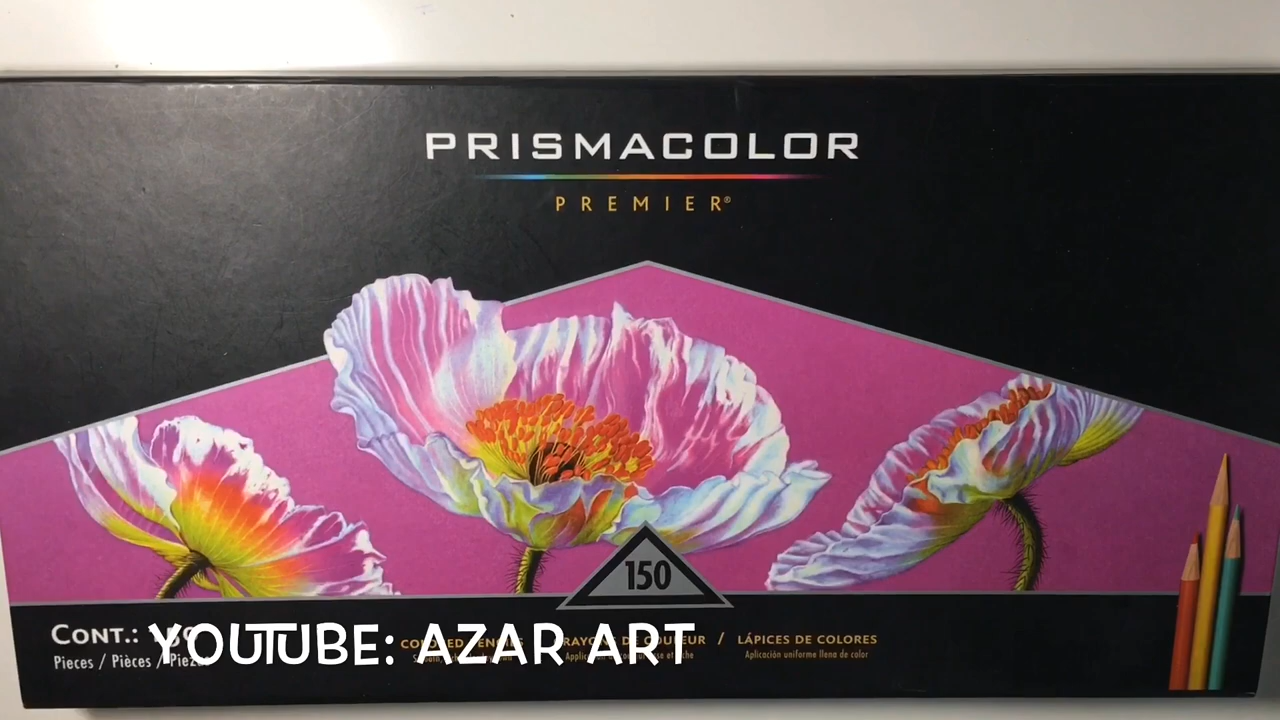 PRISMACOLOR
PREMIER®
150
CONT.:
Pieces / Pièces /
YOUTUBE: AZAR ART
/ LÁPICES DE COLORES
Aplicación uniforme llena de color